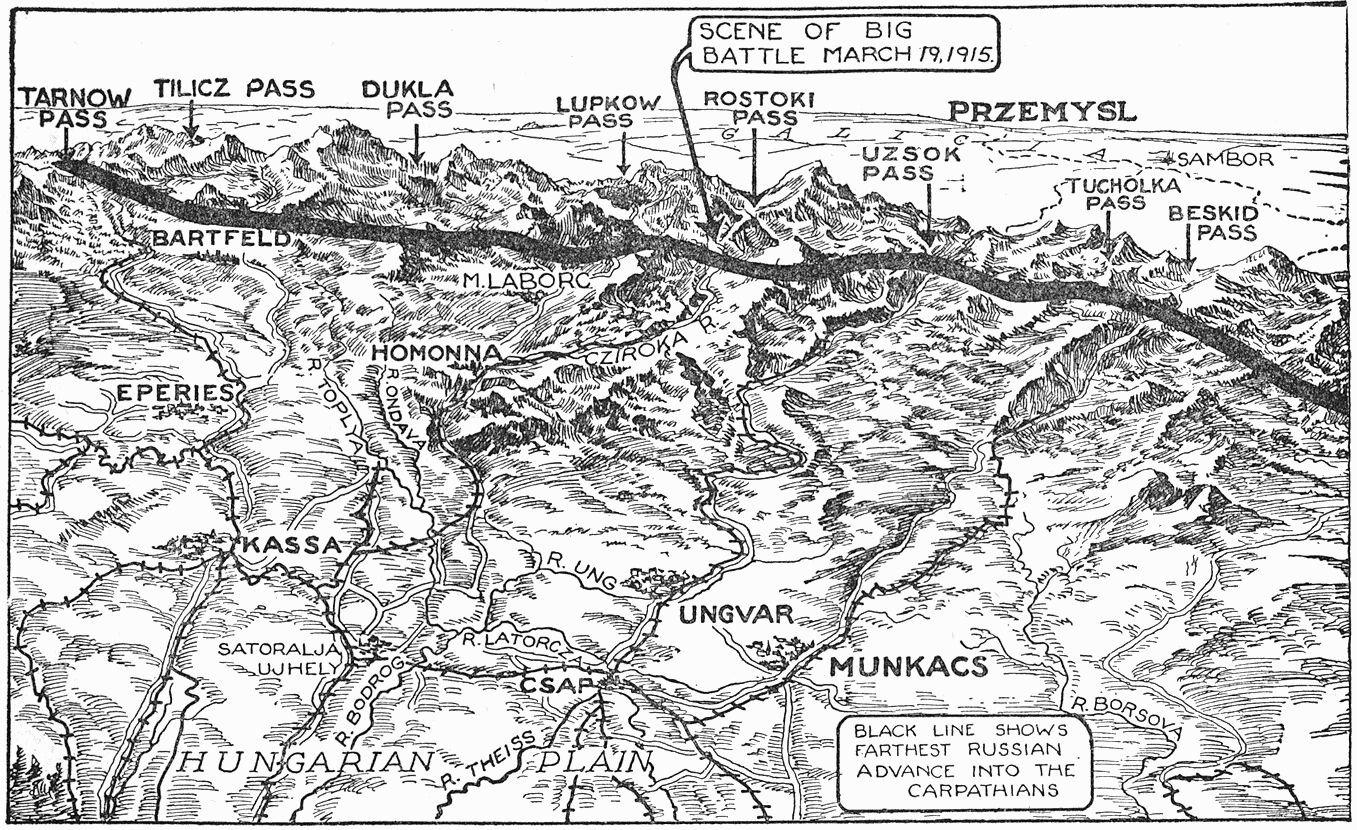 SCENE OF BIG
BATTLE MARCH 19, 1915.
TARNOW
PASS
TILICZ PASS
DUKLA
PASS
LUPKOW
PASS
ROSTOKI
PASS
PRZEMYSL
GALICIA
UZSOK
PASS
SAMBOR
TUCHOLKA
PASS
BESKID
PASS
BARTFELD
M. LABORC
HOMONNA
CZIROKA R.
EPERIES
R TOPLYA
R ONDAVA
KASSA
R. UNG
UNGVAR
SATORALJA
UJHELY
R. LATORCZA
R. BODROG
CSAP
MUNKACS
R. BORSOVA
HUNGARIAN PLAIN
R. THEISS
BLACK LINE SHOWS
FARTHEST RUSSIAN
ADVANCE INTO THE
CARPATHIANS